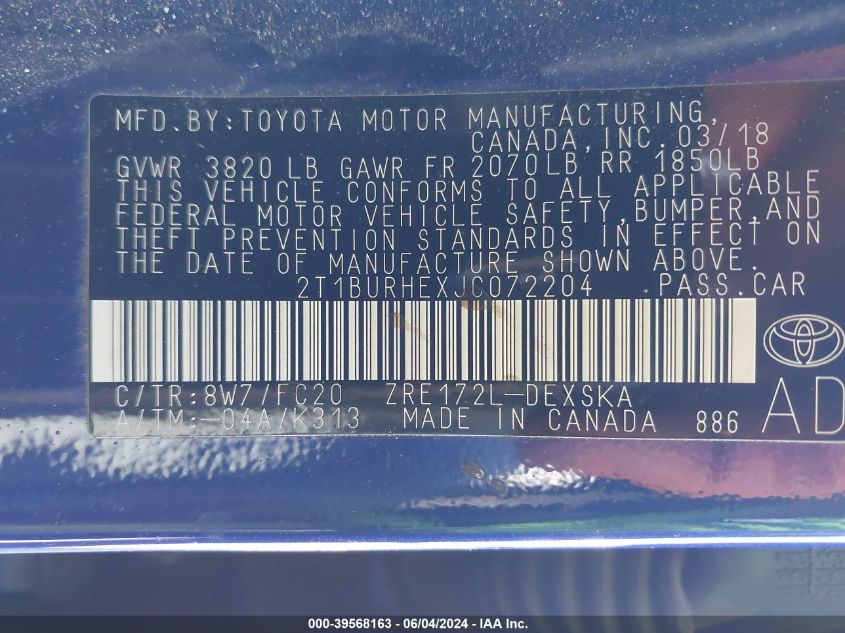 MFD.BY:TOYOTA MOTOR MANUFACTURING,
CANADA,INC.03/18
GVWR 3820LB GAWR FR 2070LB,RR 1850LB
THIS VEHICLE CONFORMS TO ALL APPLICABLE
FEDERAL MOTOR VEHICLE SAFETY,BUMPER,AND
THEFT PREVENTION STANDARDS IN EFFECT ON
THE DATE OF MANUFACTURE SHOWN ABOVE.
2T1BURHEXJC072204 PASS.CAR
C/TR:8W7/FC20 ZRE172L-DEXSKA
A/TM:-04A/K313 MADE IN CANADA 886 AD
000-39568163 - 06/04/2024 - IAA Inc.